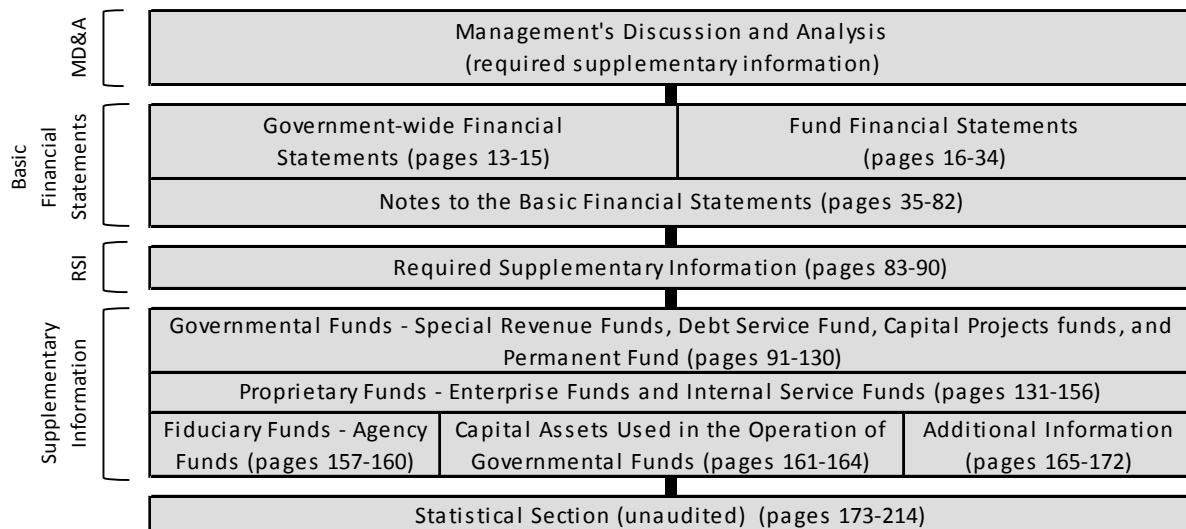 MD&A
Management's Discussion and Analysis
(required supplementary information)
Basic
Financial
Statements
Government-wide Financial
Statements (pages 13-15)
Fund Financial Statements
(pages 16-34)
Notes to the Basic Financial Statements (pages 35-82)
RSI
Required Supplementary Information (pages 83-90)
Supplementary
Information
Governmental Funds - Special Revenue Funds, Debt Service Fund, Capital Projects funds, and
Permanent Fund (pages 91-130)
Proprietary Funds - Enterprise Funds and Internal Service Funds (pages 131-156)
Fiduciary Funds - Agency
Funds (pages 157-160)
Capital Assets Used in the Operation of
Governmental Funds (pages 161-164)
Additional Information
(pages 165-172)
Statistical Section (unaudited) (pages 173-214)